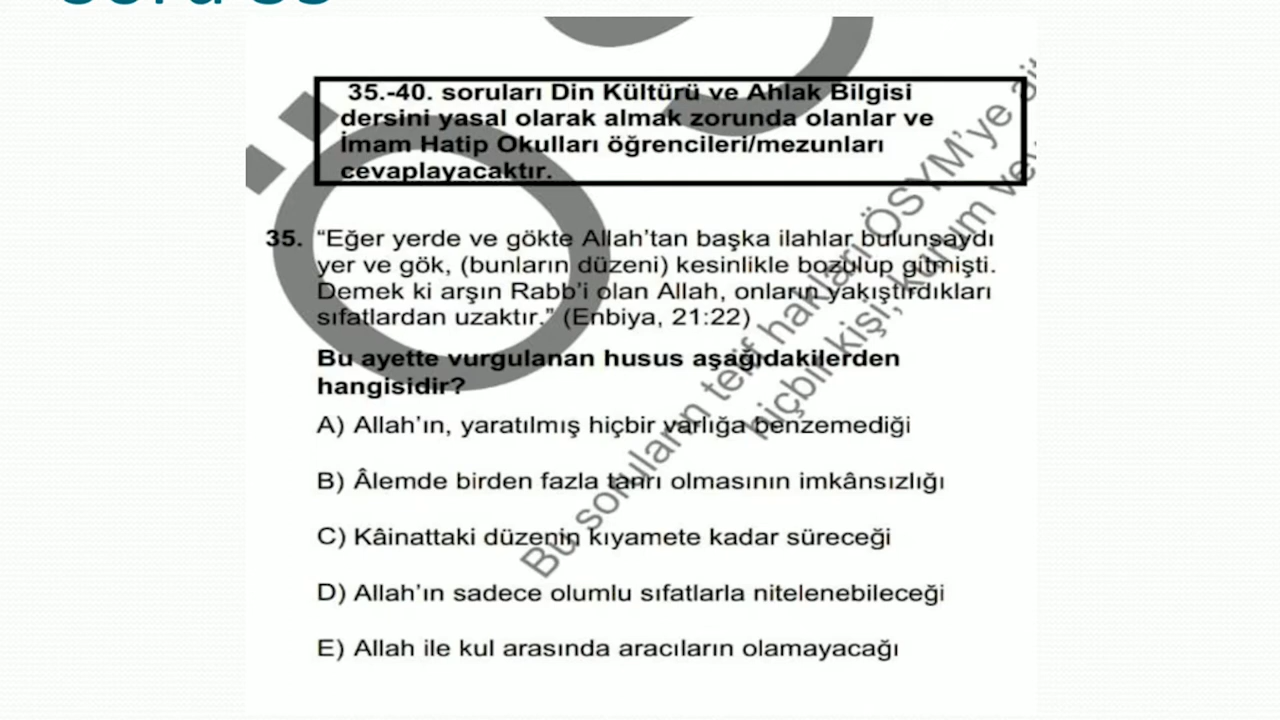 35.-40. soruları Din Kültürü ve Ahlak Bilgisi
dersini yasal olarak almak zorunda olanlar ve
İmam Hatip Okulları öğrencileri/mezunları
cevaplayacaktır.
35. “Eğer yerde ve gökte Allah’tan başka ilahlar bulunsaydı
yer ve gök, (bunların düzeni) kesinlikle bozulup gitmişti.
Demek ki arşın Rabb’i olan Allah, onların yakıştırdıkları
sıfatlardan uzaktır.” (Enbiya, 21:22)
Bu ayette vurgulanan husus aşağıdakilerden
hangisidir?
A) Allah’ın, yaratılmış hiçbir varlığa benzemediği
B) Âlemde birden fazla tanrı olmasının imkânsızlığı
C) Kâinattaki düzenin kıyamete kadar süreceği
D) Allah’ın sadece olumlu sıfatlarla nitelenebileceği
E) Allah ile kul arasında aracıların olamayacağı
Bu soruların telif hakları ÖSYM’ye
hiçbir kişi, kurum